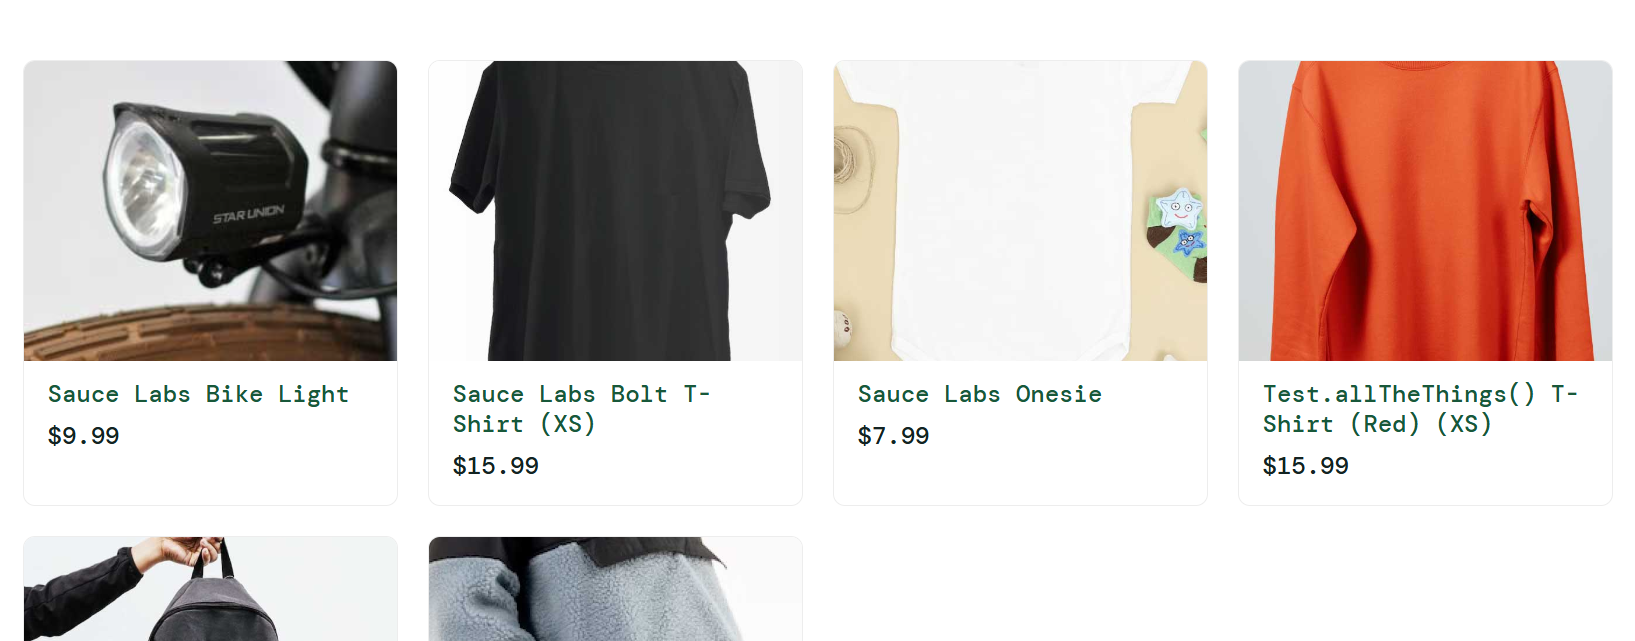 STAR UNION
Sauce Labs Bike Light
$9.99
Sauce Labs Bolt T-
Shirt (XS)
$15.99
Sauce Labs Onesie
$7.99
Test.allTheThings() T-
Shirt (Red) (XS)
$15.99